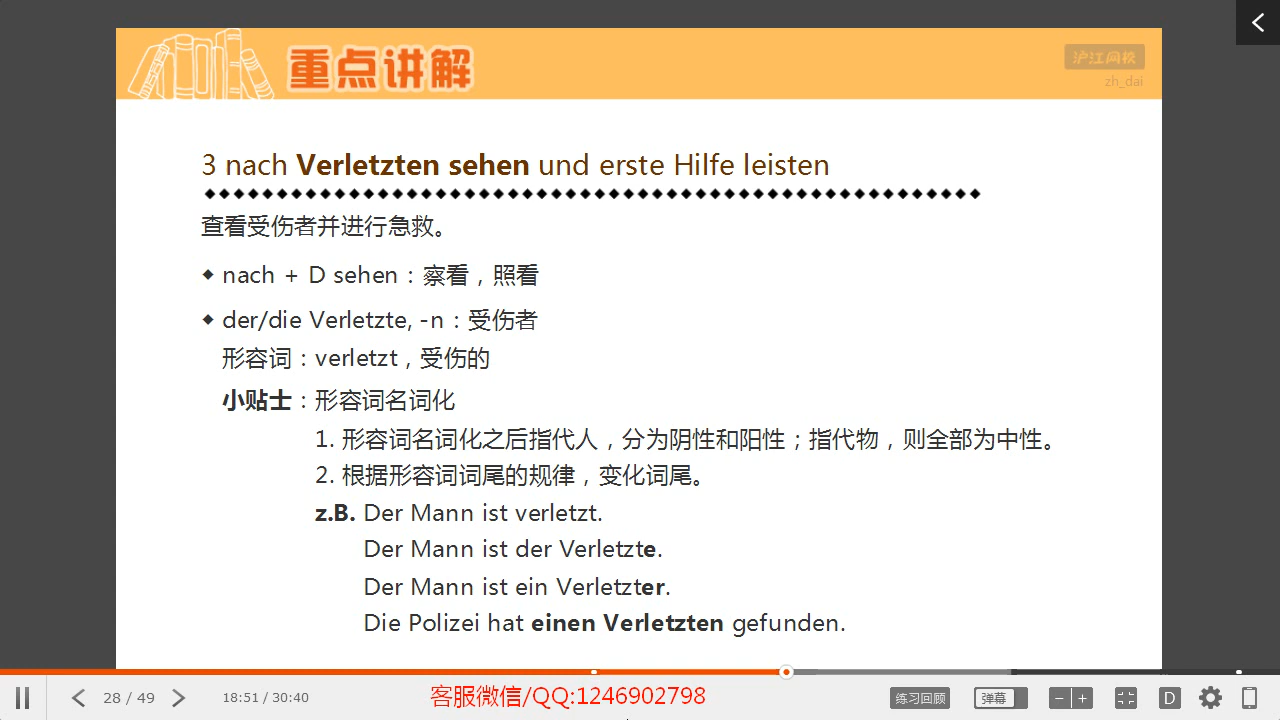 重点讲解
沪江网校
zh_dai
3 nach Verletzten sehen und erste Hilfe leisten
查看受伤者并进行急救。
◆ nach + D sehen：察看，照看
◆ der/die Verletzte, -n：受伤者
形容词：verletzt，受伤的
小贴士：形容词名词化
1. 形容词名词化之后指代人，分为阴性和阳性；指代物，则全部为中性。
2. 根据形容词词尾的规律，变化词尾。
z.B. Der Mann ist verletzt.
Der Mann ist der Verletzte.
Der Mann ist ein Verletzter.
Die Polizei hat einen Verletzten gefunden.
28 / 49
18:51 / 30:40
客服微信/QQ:1246902798
练习回顾
弹幕
D